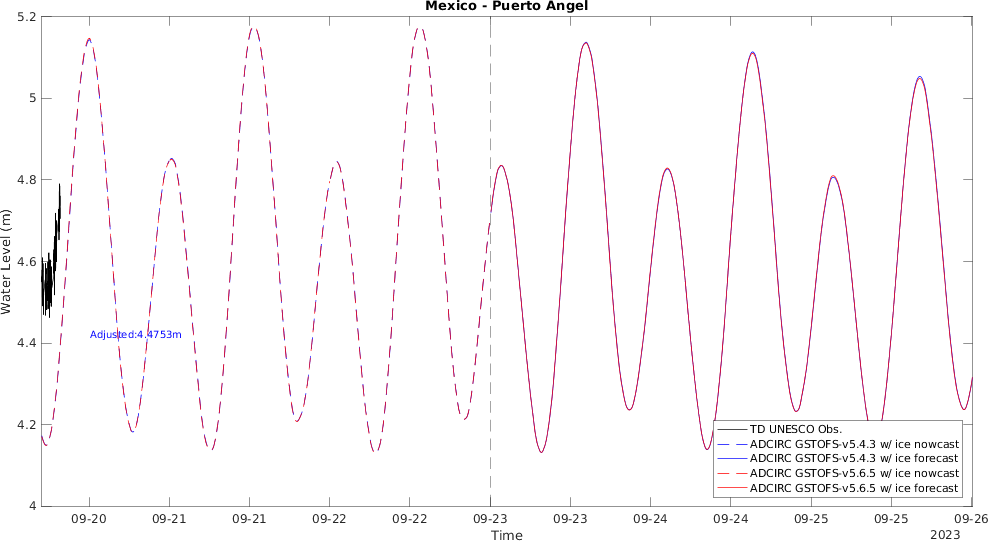 Mexico - Puerto Angel
5.2
5
4.8
4.6
4.4
4.2
4
Water Level (m)
Adjusted:4.4753m
TD UNESCO Obs.
ADCIRC GSTOFS-v5.4.3 w/ ice nowcast
ADCIRC GSTOFS-v5.4.3 w/ ice forecast
ADCIRC GSTOFS-v5.6.5 w/ ice nowcast
ADCIRC GSTOFS-v5.6.5 w/ ice forecast
09-20 09-21 09-21 09-22 09-22 09-23 09-23 09-24 09-24 09-25 09-25 09-26
Time
2023